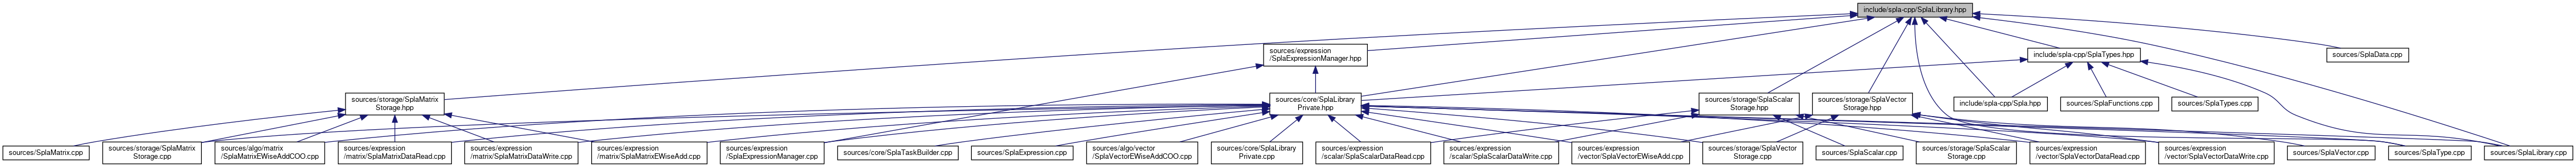 include/spla-cpp/SplaLibrary.hpp
sources/expression
/SplaExpressionManager.hpp
include/spla-cpp/SplaTypes.hpp
sources/SplaData.cpp
sources/storage/SplaMatrix
Storage.hpp
sources/core/SplaLibrary
Private.hpp
sources/storage/SplaScalar
Storage.hpp
sources/storage/SplaVector
Storage.hpp
include/spla-cpp/Spla.hpp
sources/SplaFunctions.cpp
sources/SplaTypes.cpp
sources/SplaMatrix.cpp
sources/storage/SplaMatrix
Storage.cpp
sources/algo/matrix
/SplaMatrixEWiseAddCOO.cpp
sources/expression
/matrix/SplaMatrixDataRead.cpp
sources/expression
/matrix/SplaMatrixDataWrite.cpp
sources/expression
/matrix/SplaMatrixEWiseAdd.cpp
sources/expression
/SplaExpressionManager.cpp
sources/core/SplaTaskBuilder.cpp
sources/SplaExpression.cpp
sources/algo/vector
/SplaVectorEWiseAddCOO.cpp
sources/core/SplaLibrary
Private.cpp
sources/expression
/scalar/SplaScalarDataRead.cpp
sources/expression
/scalar/SplaScalarDataWrite.cpp
sources/expression
/vector/SplaVectorEWiseAdd.cpp
sources/storage/SplaVector
Storage.cpp
sources/SplaScalar.cpp
sources/storage/SplaScalar
Storage.cpp
sources/expression
/vector/SplaVectorDataRead.cpp
sources/expression
/vector/SplaVectorDataWrite.cpp
sources/SplaVector.cpp
sources/SplaType.cpp
sources/SplaLibrary.cpp